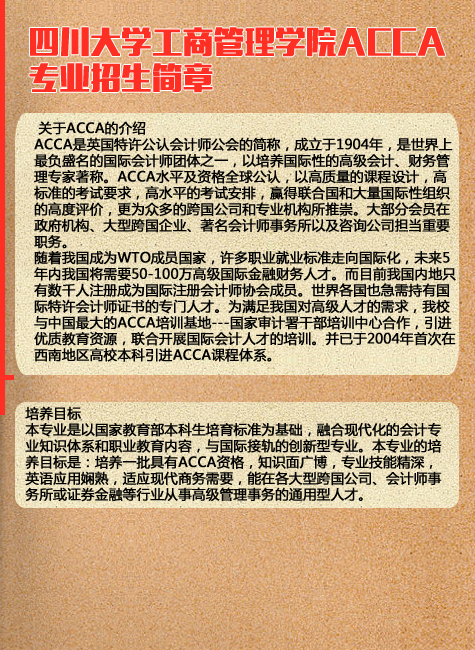 四川大学工商管理学院ACCA
专业招生简章
关于ACCA的介绍
ACCA是英国特许公认会计师公会的简称，成立于1904年，是世界上
最负盛名的国际会计师团体之一，以培养国际性的高级会计、财务管
理专家著称。ACCA水平及资格全球公认，以高质量的课程设计，高
标准的考试要求，高水平的考试安排，赢得联合国和大量国际性组织
的高度评价，更为众多的跨国公司和专业机构所推崇。大部分会员在
政府机构、大型跨国企业、著名会计师事务所以及咨询公司担当重要
职务。
随着我国成为WTO成员国家，许多职业就业标准走向国际化，未来5
年内我国将需要50-100万高级国际金融财务人才。而目前我国内地只
有数千人注册成为国际注册会计师协会成员。世界各国也急需持有国
际特许会计师证书的专门人才。为满足我国对高级人才的需求，我校
与中国最大的ACCA培训基地---国家审计署干部培训中心合作，引进
优质教育资源，联合开展国际会计人才的培训。并已于2004年首次在
西南地区高校本科引进ACCA课程体系。
培养目标
本专业是以国家教育部本科生培育标准为基础，融合现代化的会计专
业知识体系和职业教育内容，与国际接轨的创新型专业。本专业的培
养目标是：培养一批具有ACCA资格，知识面广博，专业技能精深，
英语应用娴熟，适应现代商务需要，能在各大型跨国公司、会计师事
务所或证券金融等行业从事高级管理事务的通用型人才。